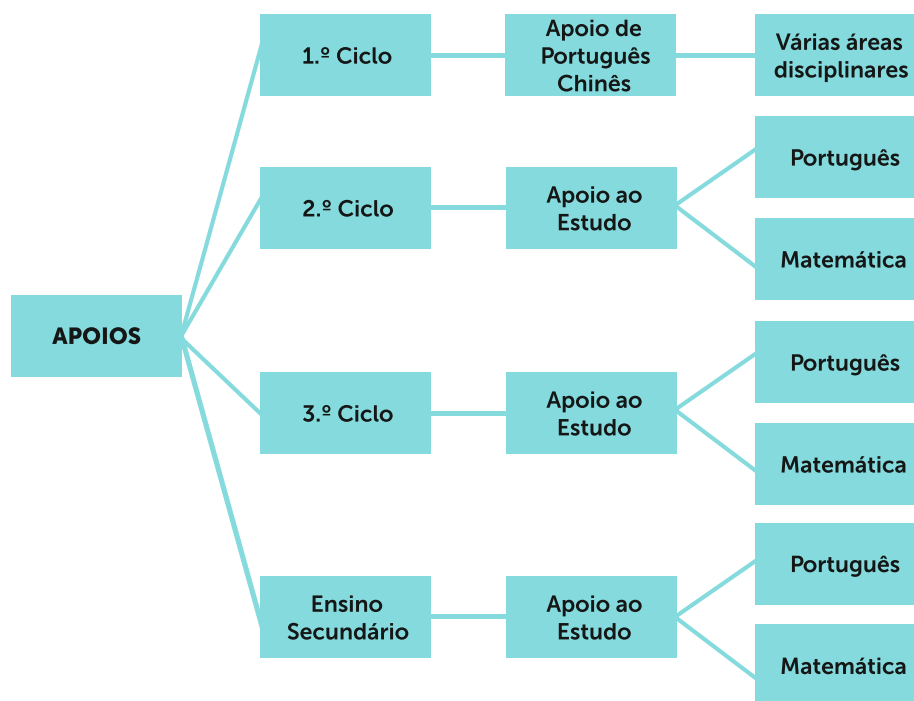 APOIOS
1.º Ciclo
Apoio de
Português
Chinês
Várias áreas
disciplinares
2.º Ciclo
Apoio ao
Estudo
Português
Matemática
3.º Ciclo
Apoio ao
Estudo
Português
Matemática
Ensino
Secundário
Apoio ao
Estudo
Português
Matemática